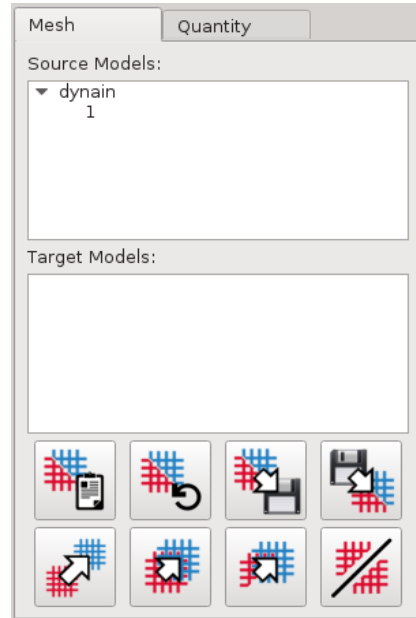 Mesh
Quantity
Source Models:
dynain
1
Target Models: